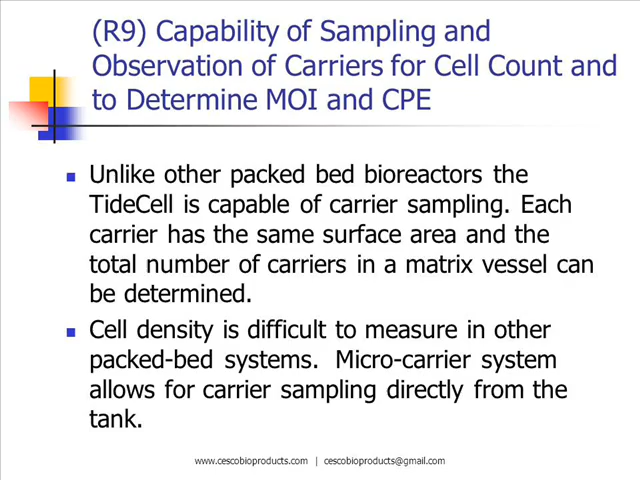 (R9) Capability of Sampling and
Observation of Carriers for Cell Count and
to Determine MOI and CPE
Unlike other packed bed bioreactors the
TideCell is capable of carrier sampling. Each
carrier has the same surface area and the
total number of carriers in a matrix vessel can
be determined.
Cell density is difficult to measure in other
packed-bed systems. Micro-carrier system
allows for carrier sampling directly from the
tank.
www.cescobioproducts.com | cescobioproducts@gmail.com